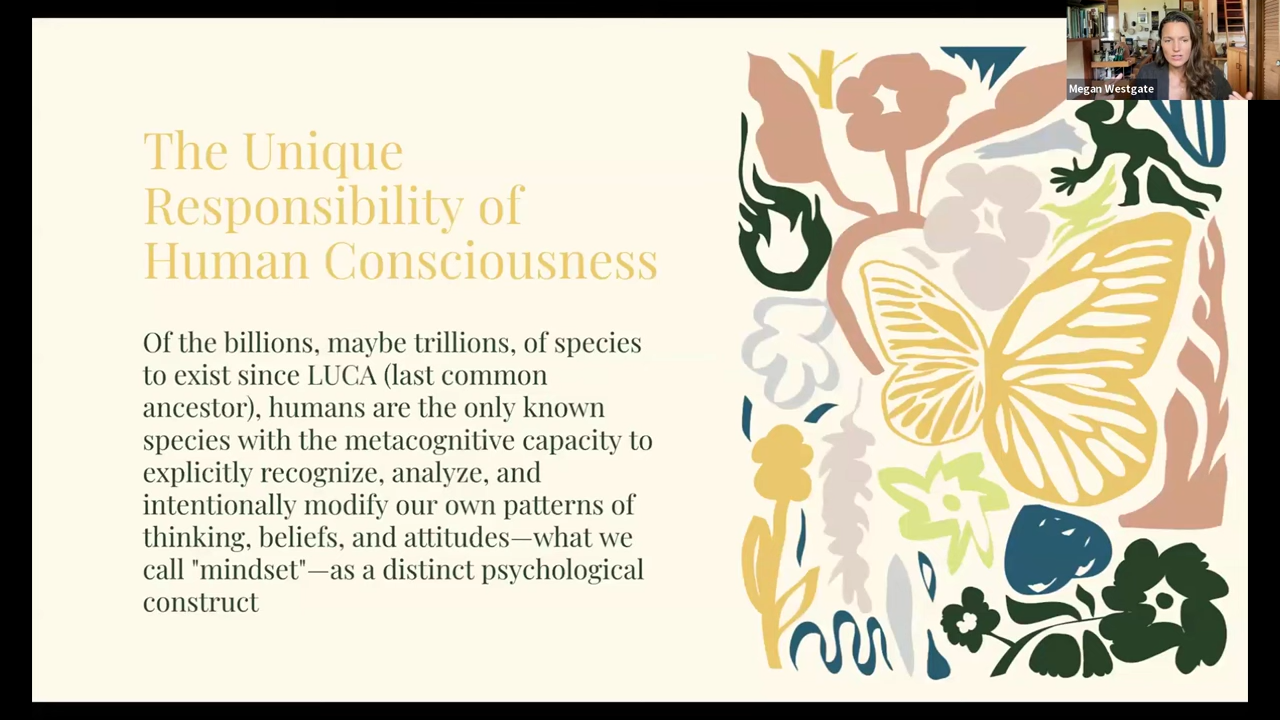 Megan Westgate
The Unique
Responsibility of
Human Consciousness
Of the billions, maybe trillions, of species
to exist since LUCA (last common
ancestor), humans are the only known
species with the metacognitive capacity to
explicitly recognize, analyze, and
intentionally modify our own patterns of
thinking, beliefs, and attitudes—what we
call "mindset"—as a distinct psychological
construct